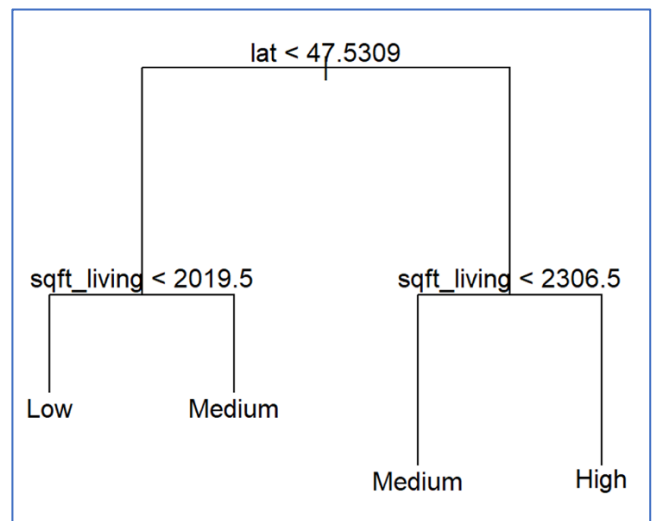 lat < 47.5309
sqft_living < 2019.5
sqft_living < 2306.5
Low
Medium
Medium
High